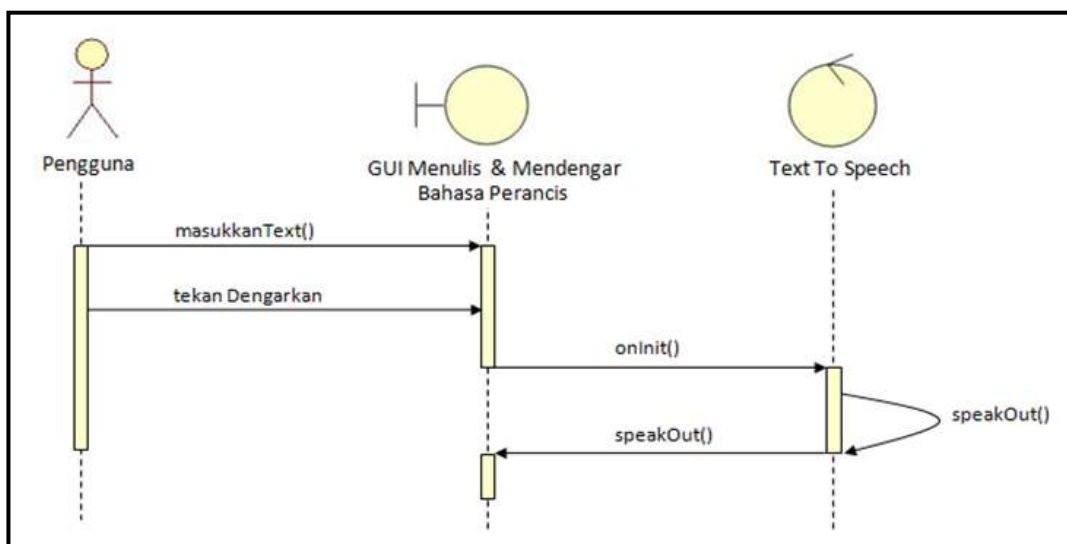 Pengguna
GUI Menulis & Mendengar
Bahasa Perancis
Text To Speech
masukkanText()
tekan Dengarkan
onInit()
speakOut()
speakOut()